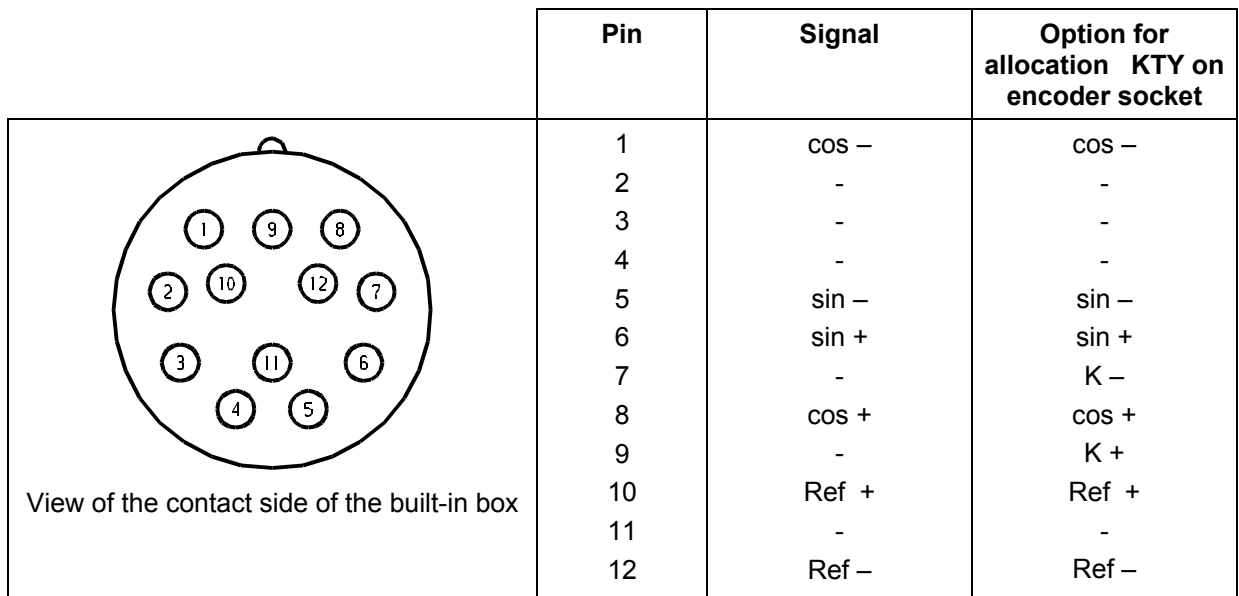 Pin Signal Option for
allocation KTY on
encoder socket
1 cos – cos –
2 - -
3 - -
4 - -
5 sin – sin –
6 sin + sin +
7 - K –
8 cos + cos +
9 - K +
10 Ref + Ref +
11 - -
12 Ref – Ref –
1 9 8
2 10 12 7
3 11 6
4 5
View of the contact side of the built-in box